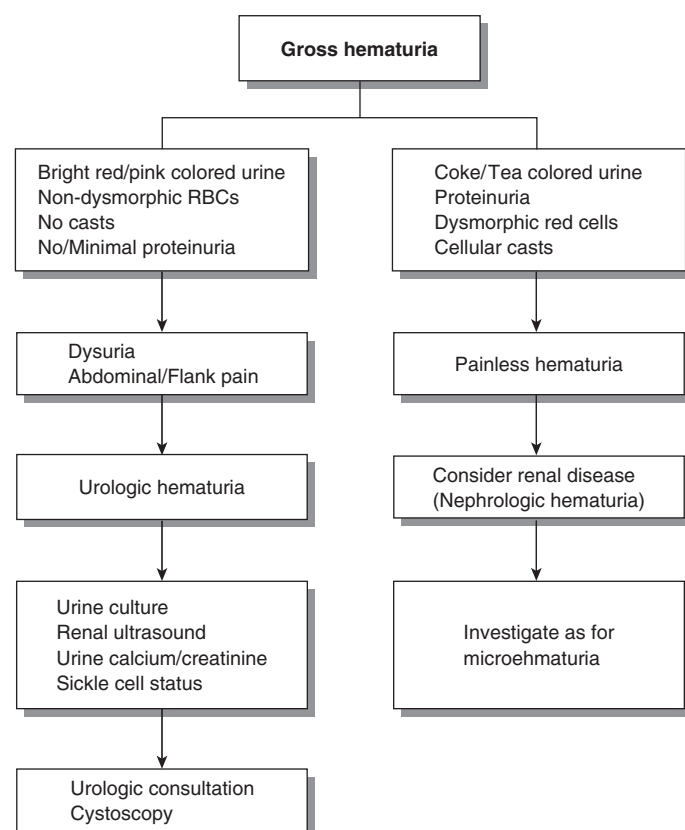 Gross hematuria
Bright red/pink colored urine
Non-dysmorphic RBCs
No casts
No/Minimal proteinuria
Dysuria
Abdominal/Flank pain
Urologic hematuria
Urine culture
Renal ultrasound
Urine calcium/creatinine
Sickle cell status
Urologic consultation
Cystoscopy
Coke/Tea colored urine
Proteinuria
Dysmorphic red cells
Cellular casts
Painless hematuria
Consider renal disease
(Nephrologic hematuria)
Investigate as for
microehmaturia